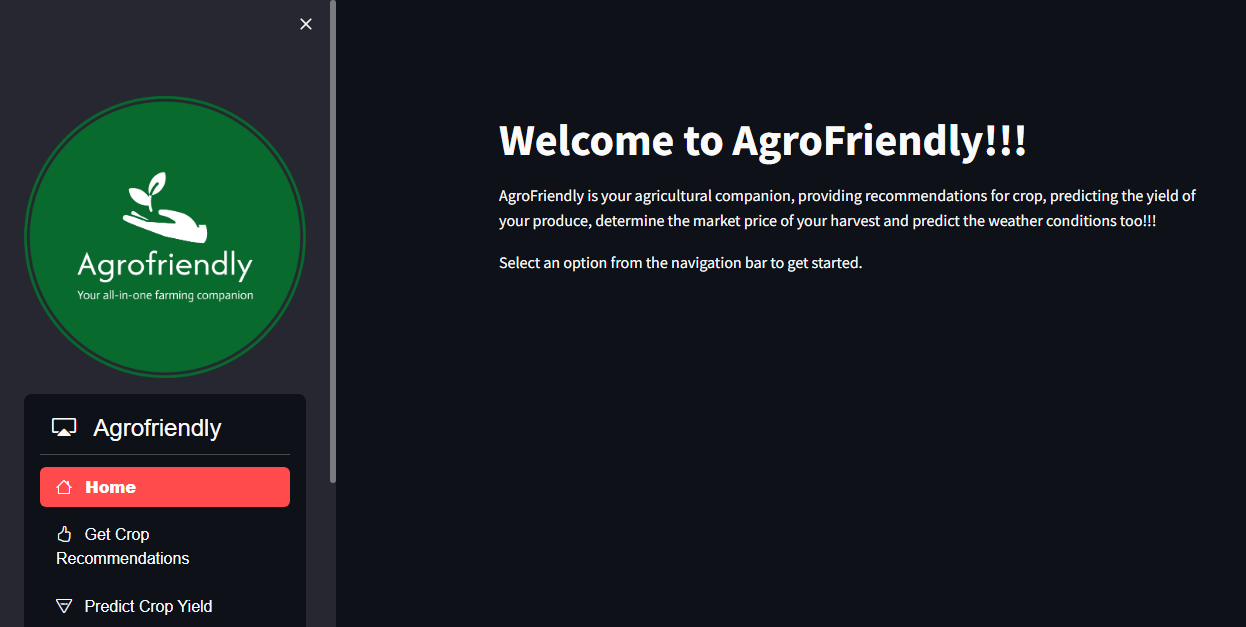 Agrofriendly
Your all-in-one farming companion
Agrofriendly
Home
Get Crop
Recommendations
Predict Crop Yield
Welcome to AgroFriendly!!!
AgroFriendly is your agricultural companion, providing recommendations for crop, predicting the yield of
your produce, determine the market price of your harvest and predict the weather conditions too!!!
Select an option from the navigation bar to get started.